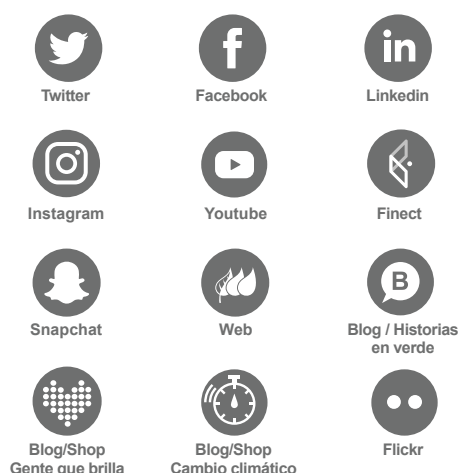 Twitter
Facebook
Linkedin
Instagram
Youtube
Finect
Snapchat
Web
B
Blog / Historias
en verde
Blog/Shop
Gente que brilla
Blog/Shop
Cambio climático
Flickr